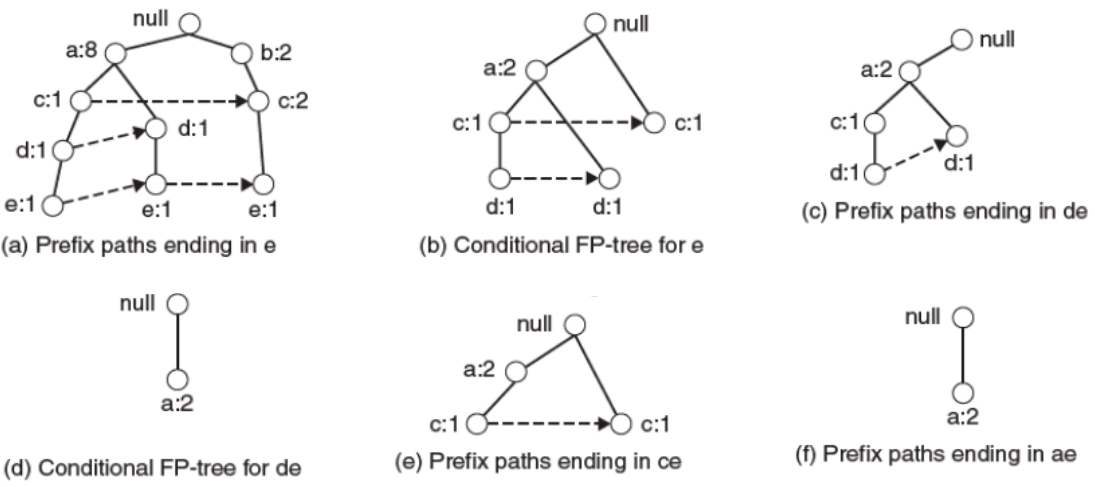 null
a:8
b:2
c:1
c:2
d:1
d:1
e:1
e:1
e:1
(a) Prefix paths ending in e
null
a:2
c:1
c:1
d:1
d:1
(b) Conditional FP-tree for e
null
a:2
c:1
d:1
d:1
(c) Prefix paths ending in de
null
a:2
(d) Conditional FP-tree for de
null
a:2
c:1
c:1
(e) Prefix paths ending in ce
null
a:2
(f) Prefix paths ending in ae